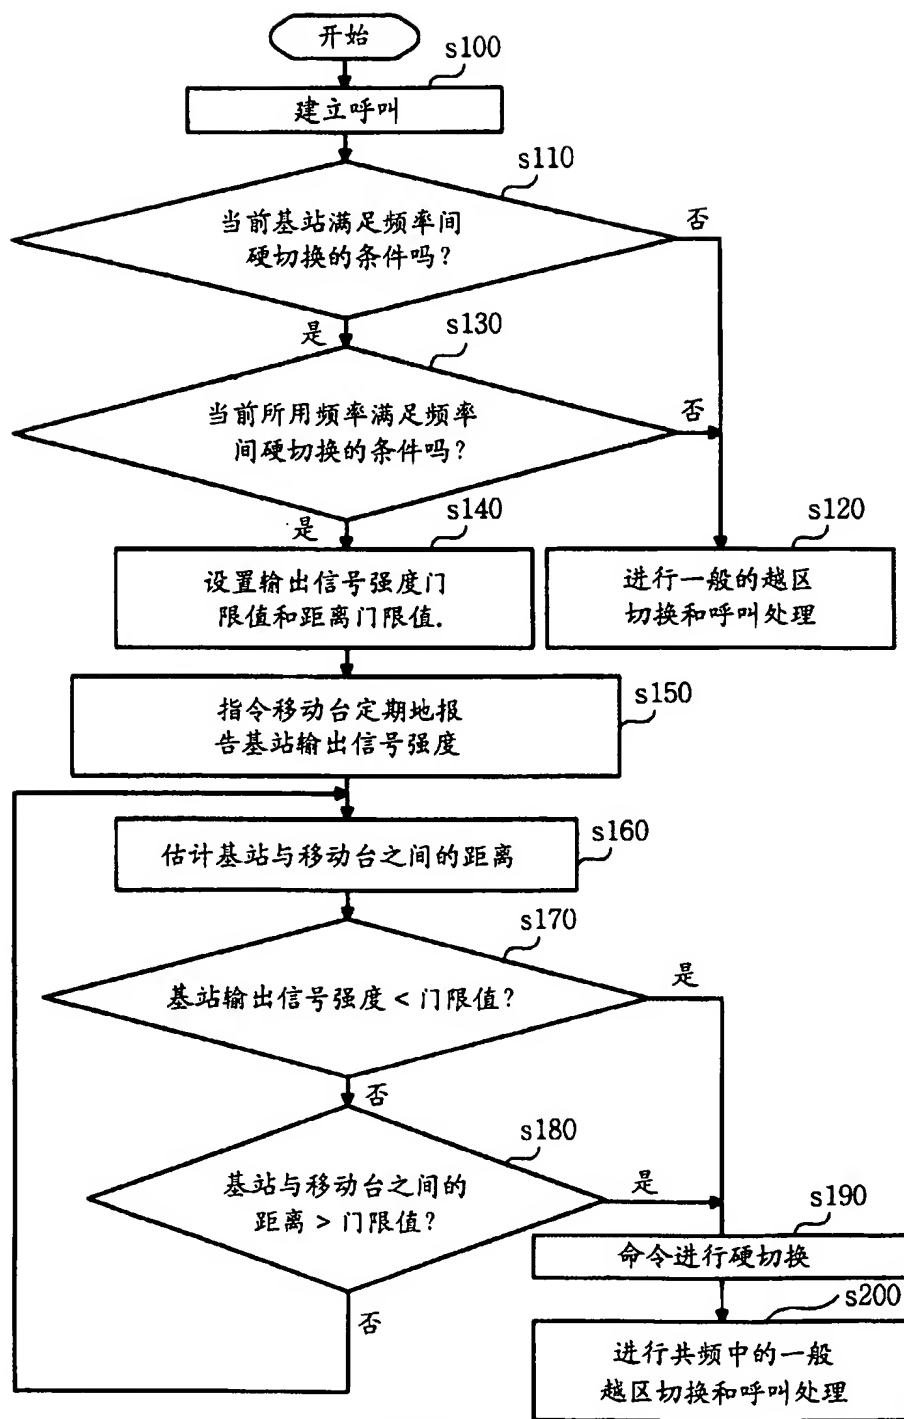 开始
s100
建立呼叫
s110
当前基站满足频率间
硬切换的条件吗?
否
是
s130
当前所用频率满足频率
间硬切换的条件吗?
否
是
s140
设置输出信号强度门
限值和距离门限值.
s120
进行一般的越区
切换和呼叫处理
s150
指令移动台定期地报
告基站输出信号强度
s160
估计基站与移动台之间的距离
s170
基站输出信号强度 < 门限值?
是
否
s180
基站与移动台之间的
距离 > 门限值?
是
否
s190
命令进行硬切换
s200
进行共频中的一般
越区切换和呼叫处理